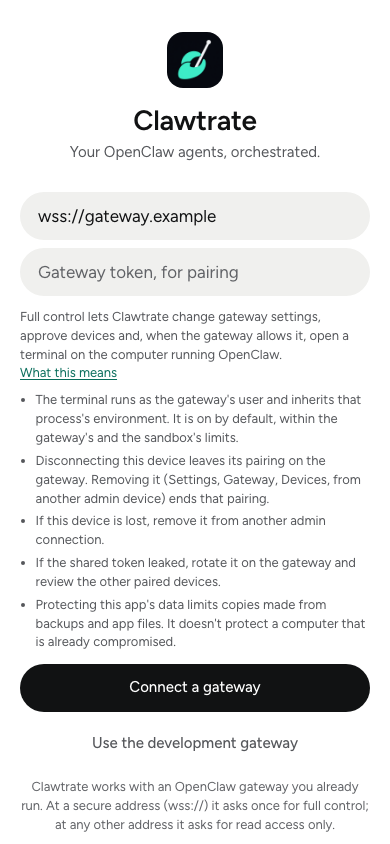 Clawtrate
Your OpenClaw agents, orchestrated.
wss://gateway.example
Gateway token, for pairing
Full control lets Clawtrate change gateway settings,
approve devices and, when the gateway allows it, open a
terminal on the computer running OpenClaw.
What this means
• The terminal runs as the gateway's user and inherits that
process's environment. It is on by default, within the
gateway's and the sandbox's limits.
• Disconnecting this device leaves its pairing on the
gateway. Removing it (Settings, Gateway, Devices, from
another admin device) ends that pairing.
• If this device is lost, remove it from another admin
connection.
• If the shared token leaked, rotate it on the gateway and
review the other paired devices.
• Protecting this app's data limits copies made from
backups and app files. It doesn't protect a computer that
is already compromised.
Connect a gateway
Use the development gateway
Clawtrate works with an OpenClaw gateway you already
run. At a secure address (wss://) it asks once for full control;
at any other address it asks for read access only.